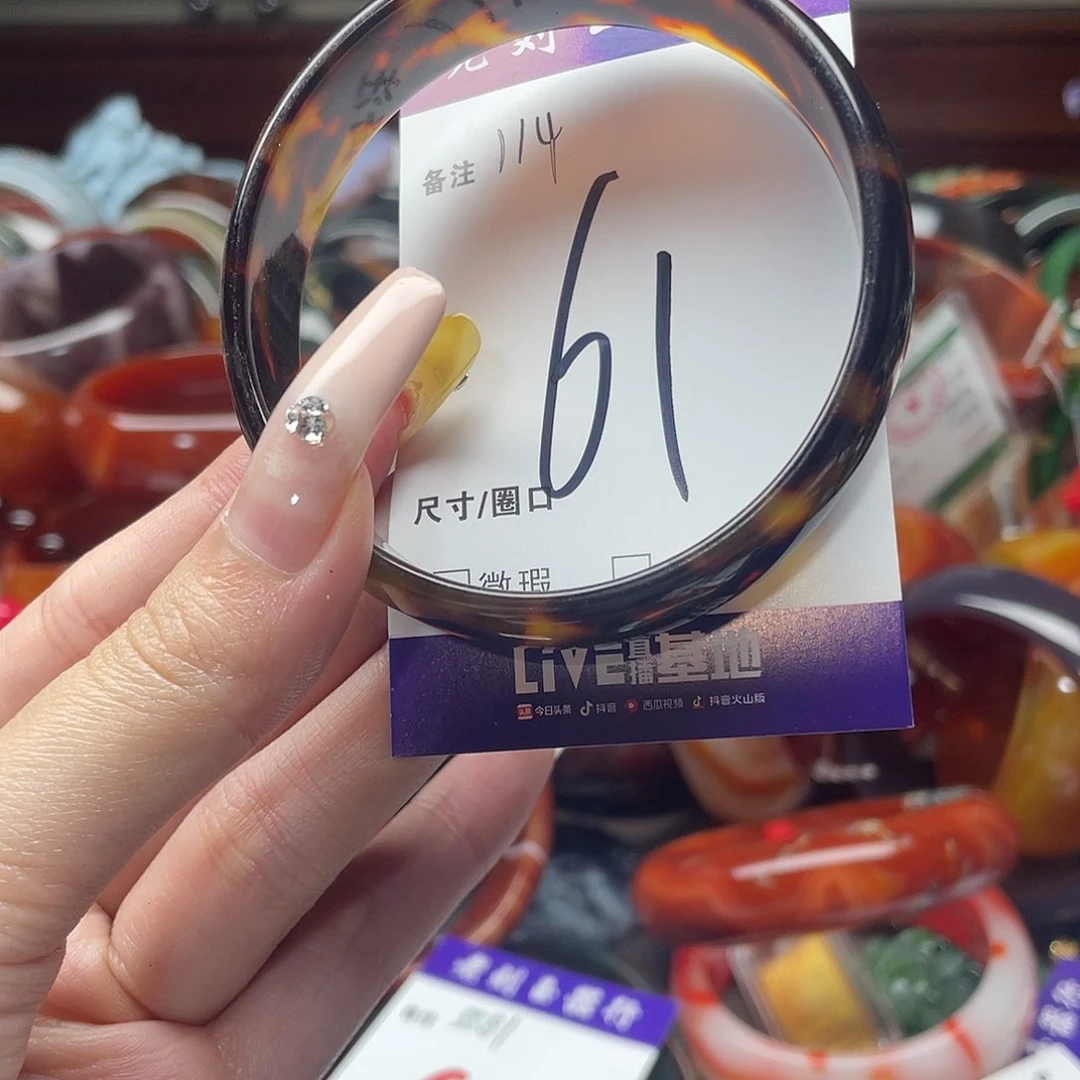 备注 114
61
尺寸/圈口
微瑕
Live直播基地
今日头条 抖音 西瓜视频 抖音火山版